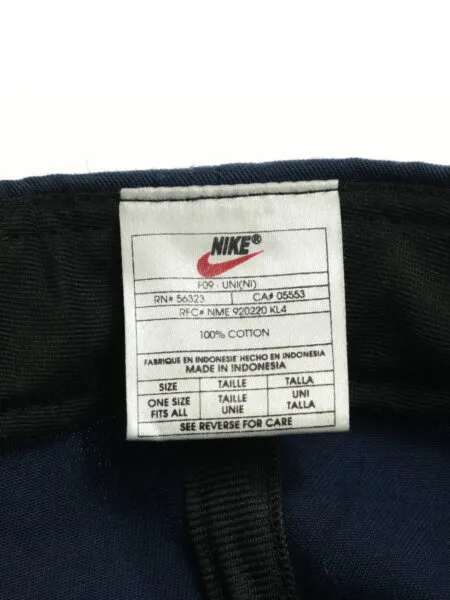 NIKE®
F09 - UNI(NI)
RN# 56323 CA# 05553
RFC# NME 920220 KL4
100% COTTON
FABRIQUE EN INDONESIE HECHO EN INDONESIA
MADE IN INDONESIA
SIZE TAILLE TALLA
ONE SIZE FITS ALL TAILLE UNIE UNI TALLA
SEE REVERSE FOR CARE